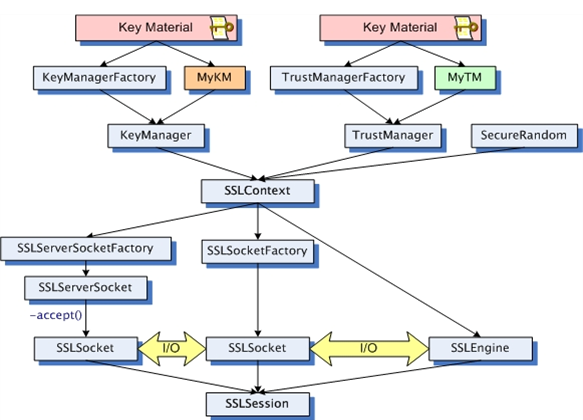 Key Material
Key Material
KeyManagerFactory
MyKM
TrustManagerFactory
MyTM
KeyManager
TrustManager
SecureRandom
SSLContext
SSLServerSocketFactory
SSLSocketFactory
SSLServerSocket
-accept()
SSLSocket
I/O
SSLSocket
I/O
SSLEngine
SSLSession